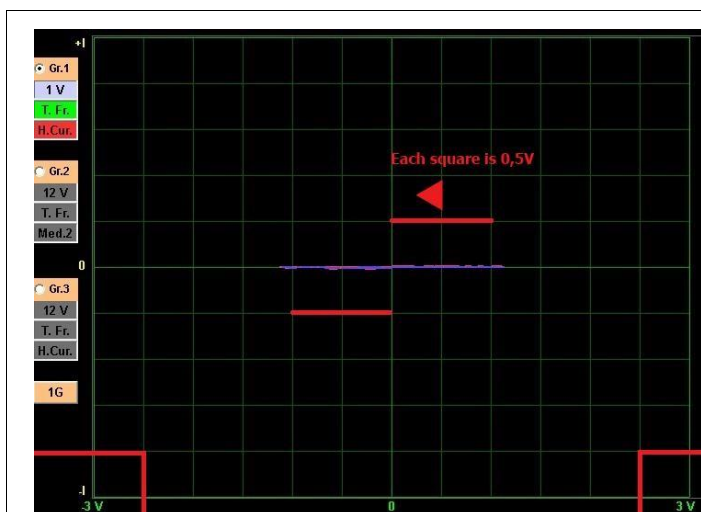 +I
Gr.1
1 V
T. Fr.
H.Cur.
Each square is 0,5V
Gr.2
12 V
T. Fr.
Med.2
0
Gr.3
12 V
T. Fr.
H.Cur.
1G
-I
-3 V
0
3 V